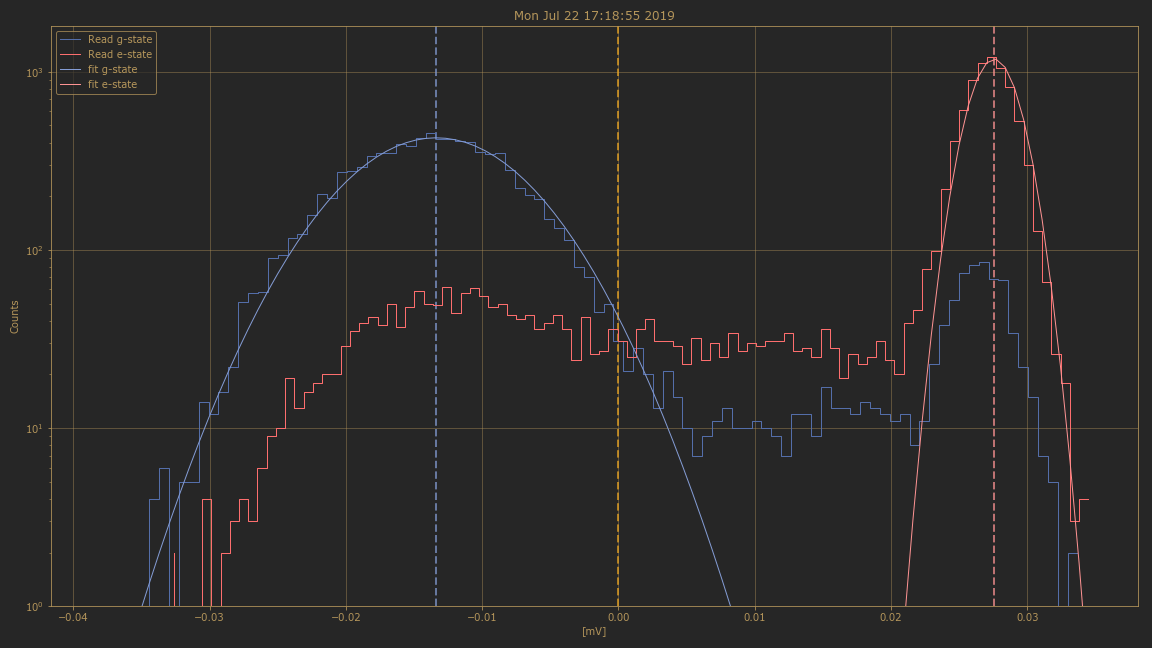 Mon Jul 22 17:18:55 2019
Read g-state
Read e-state
fit g-state
fit e-state
Counts
10³
10²
10¹
10⁰
−0.04 −0.03 −0.02 −0.01 0.00 0.01 0.02 0.03
[mV]